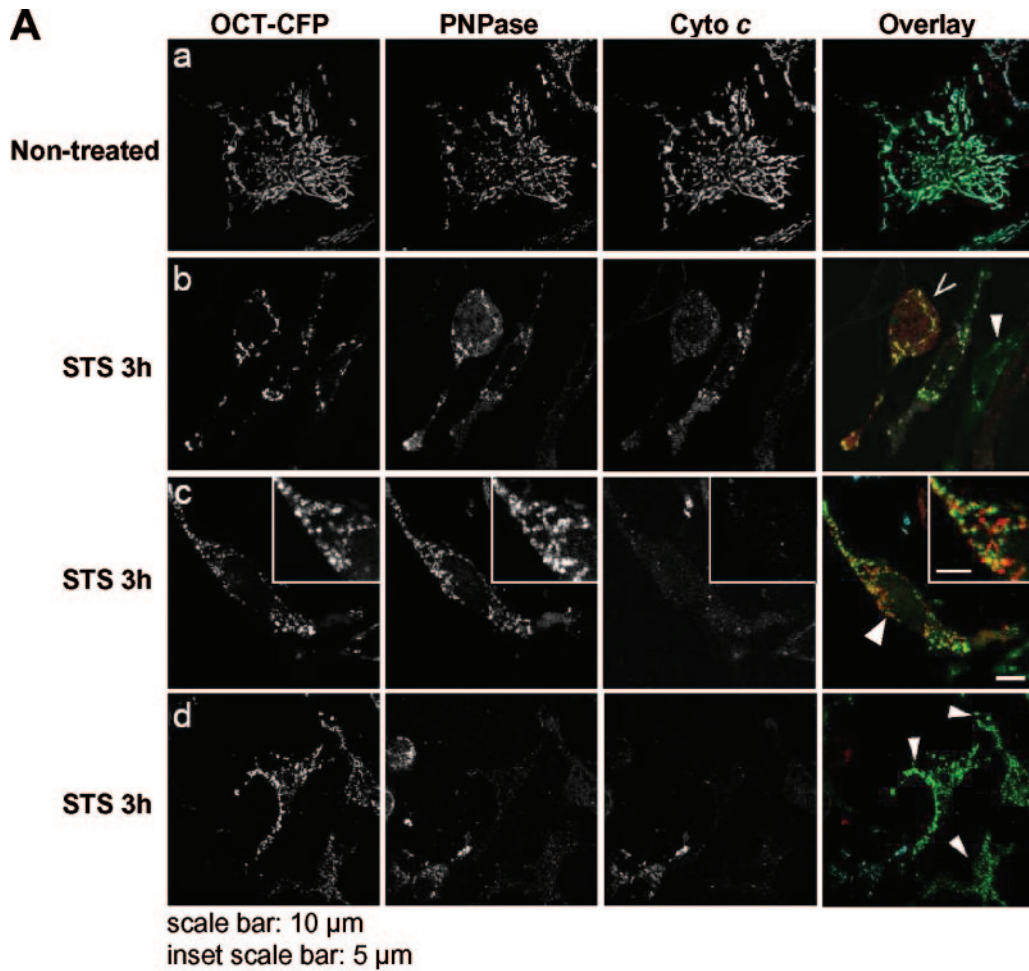 A
OCT-CFP PNPase Cyto c Overlay
Non-treated a
STS 3h b
STS 3h c
STS 3h d
scale bar: 10 µm
inset scale bar: 5 µm